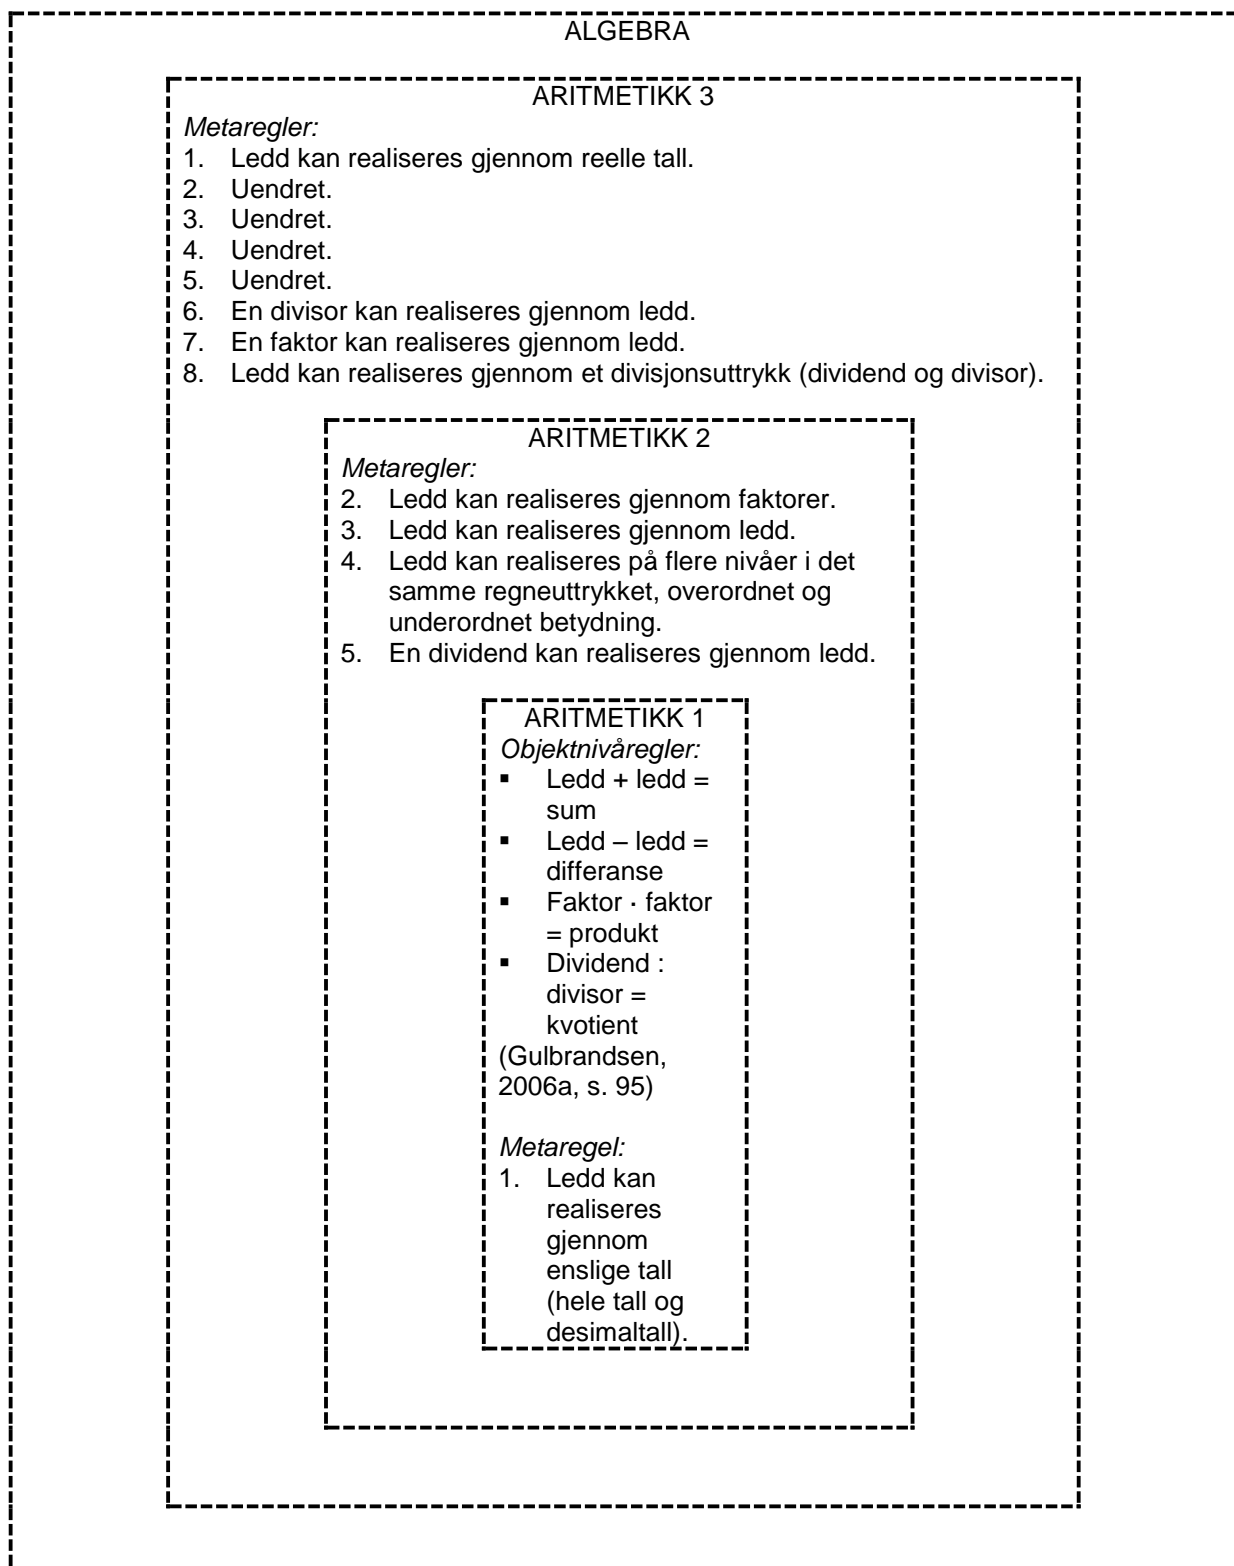 ALGEBRA
ARITMETIKK 3
Metaregler:
1. Ledd kan realiseres gjennom reelle tall.
2. Uendret.
3. Uendret.
4. Uendret.
5. Uendret.
6. En divisor kan realiseres gjennom ledd.
7. En faktor kan realiseres gjennom ledd.
8. Ledd kan realiseres gjennom et divisjonsuttrykk (dividend og divisor).
ARITMETIKK 2
Metaregler:
2. Ledd kan realiseres gjennom faktorer.
3. Ledd kan realiseres gjennom ledd.
4. Ledd kan realiseres på flere nivåer i det
samme regneuttrykket, overordnet og
underordnet betydning.
5. En dividend kan realiseres gjennom ledd.
ARITMETIKK 1
Objektnivåregler:
▪ Ledd + ledd =
sum
▪ Ledd – ledd =
differanse
▪ Faktor · faktor
= produkt
▪ Dividend :
divisor =
kvotient
(Gulbrandsen,
2006a, s. 95)
Metaregel:
1. Ledd kan
realiseres
gjennom
enslige tall
(hele tall og
desimaltall).